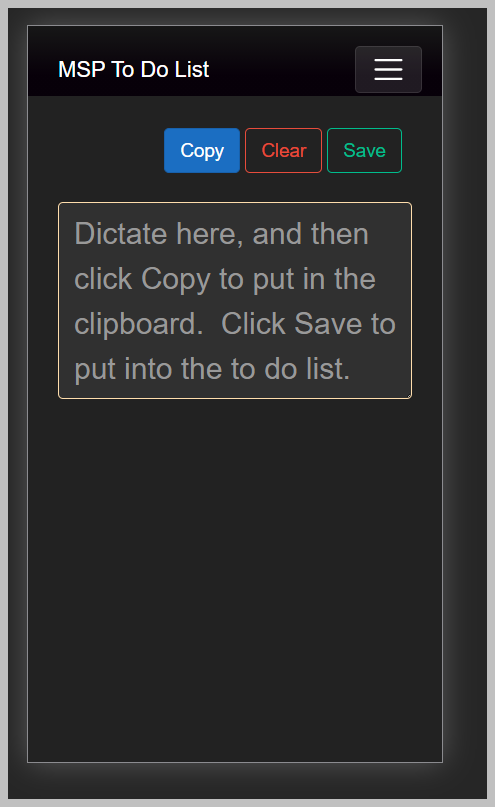 MSP To Do List
Copy Clear Save
Dictate here, and then
click Copy to put in the
clipboard.  Click Save to
put into the to do list.